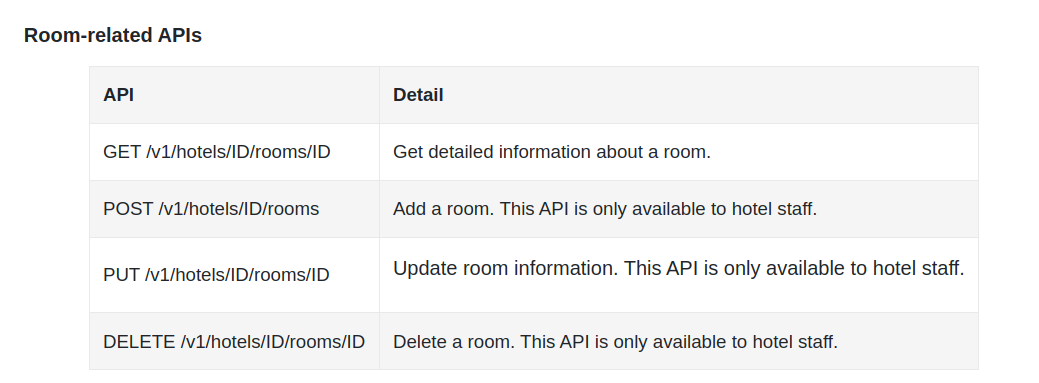 Room-related APIs
API Detail
GET /v1/hotels/ID/rooms/ID Get detailed information about a room.
POST /v1/hotels/ID/rooms Add a room. This API is only available to hotel staff.
PUT /v1/hotels/ID/rooms/ID Update room information. This API is only available to hotel staff.
DELETE /v1/hotels/ID/rooms/ID Delete a room. This API is only available to hotel staff.